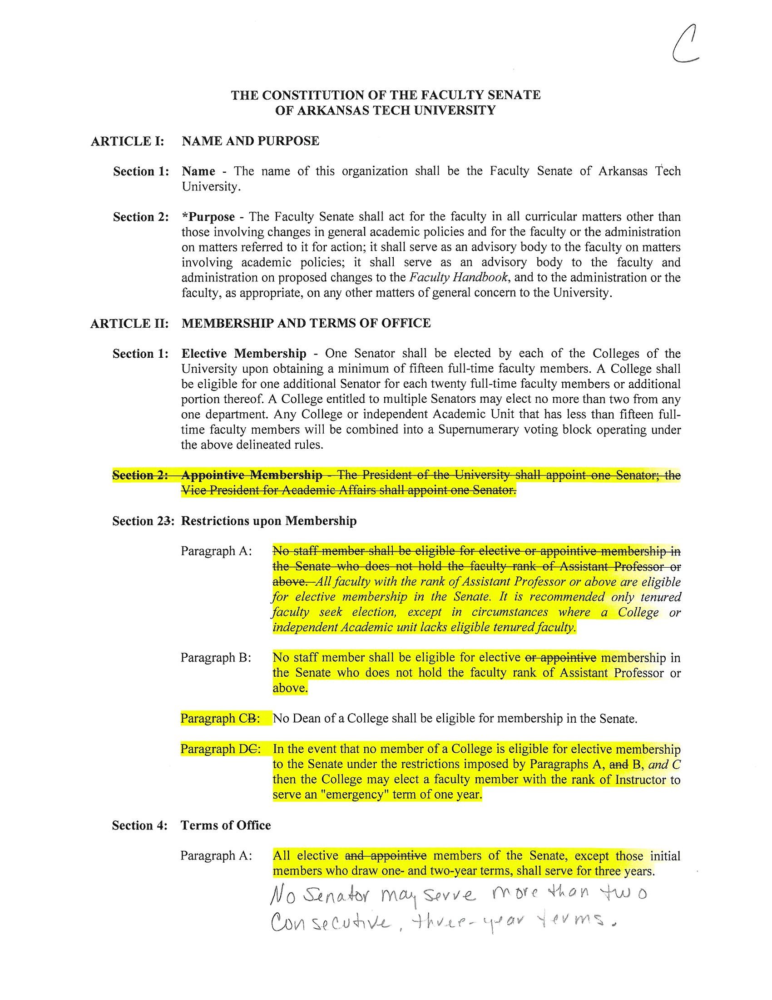 C
THE CONSTITUTION OF THE FACULTY SENATE
OF ARKANSAS TECH UNIVERSITY
ARTICLE I: NAME AND PURPOSE
Section 1: Name - The name of this organization shall be the Faculty Senate of Arkansas Tech
University.
Section 2: *Purpose - The Faculty Senate shall act for the faculty in all curricular matters other than
those involving changes in general academic policies and for the faculty or the administration
on matters referred to it for action; it shall serve as an advisory body to the faculty on matters
involving academic policies; it shall serve as an advisory body to the faculty and
administration on proposed changes to the Faculty Handbook, and to the administration or the
faculty, as appropriate, on any other matters of general concern to the University.
ARTICLE II: MEMBERSHIP AND TERMS OF OFFICE
Section 1: Elective Membership - One Senator shall be elected by each of the Colleges of the
University upon obtaining a minimum of fifteen full-time faculty members. A College shall
be eligible for one additional Senator for each twenty full-time faculty members or additional
portion thereof. A College entitled to multiple Senators may elect no more than two from any
one department. Any College or independent Academic Unit that has less than fifteen full-
time faculty members will be combined into a Supernumerary voting block operating under
the above delineated rules.
Section 2: Appointive Membership - The President of the University shall appoint one Senator; the
Vice President for Academic Affairs shall appoint one Senator.
Section 23: Restrictions upon Membership
Paragraph A: No staff member shall be eligible for elective or appointive membership in
the Senate who does not hold the faculty rank of Assistant Professor or
above. All faculty with the rank of Assistant Professor or above are eligible
for elective membership in the Senate. It is recommended only tenured
faculty seek election, except in circumstances where a College or
independent Academic unit lacks eligible tenured faculty.
Paragraph B: No staff member shall be eligible for elective or appointive membership in
the Senate who does not hold the faculty rank of Assistant Professor or
above.
Paragraph CB: No Dean of a College shall be eligible for membership in the Senate.
Paragraph DC: In the event that no member of a College is eligible for elective membership
to the Senate under the restrictions imposed by Paragraphs A, and B, and C
then the College may elect a faculty member with the rank of Instructor to
serve an "emergency" term of one year.
Section 4: Terms of Office
Paragraph A: All elective and appointive members of the Senate, except those initial
members who draw one- and two-year terms, shall serve for three years.
No Senator may serve more than two
Consecutive, three-year terms.